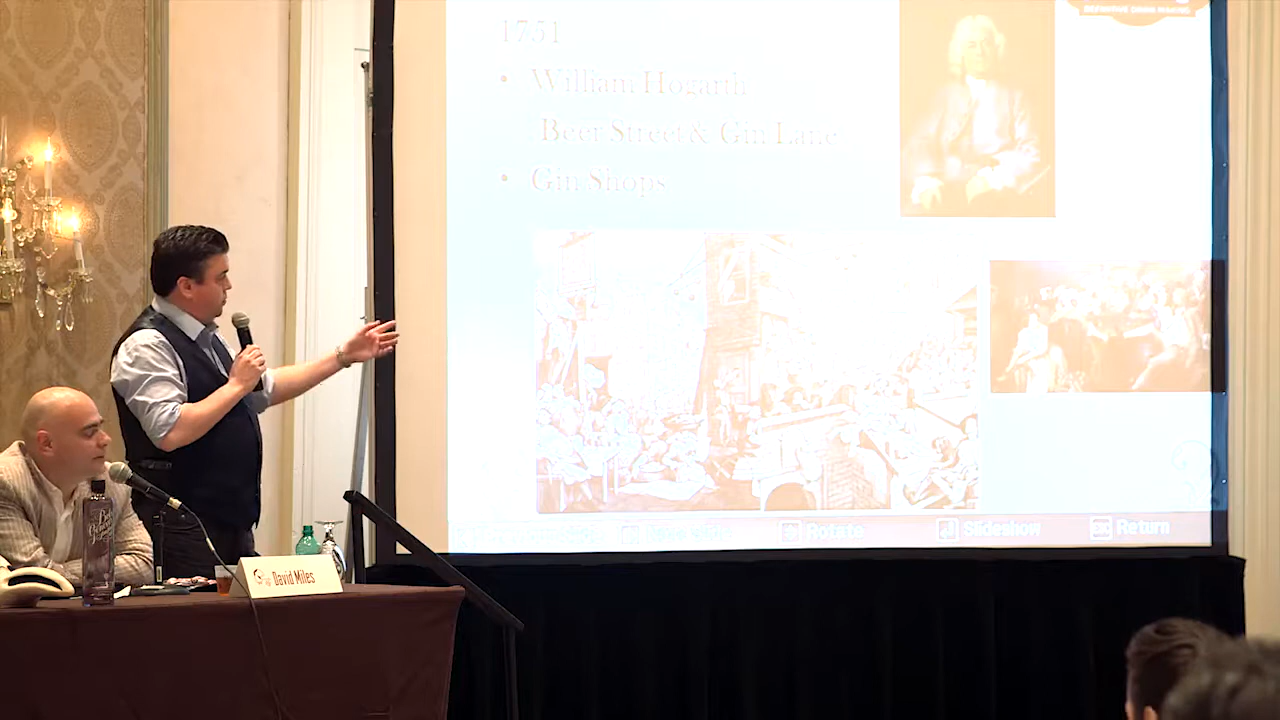 1751
• William Hogarth
Beer Street & Gin Lane
• Gin Shops
Rotate
Slideshow
Return
David Miles